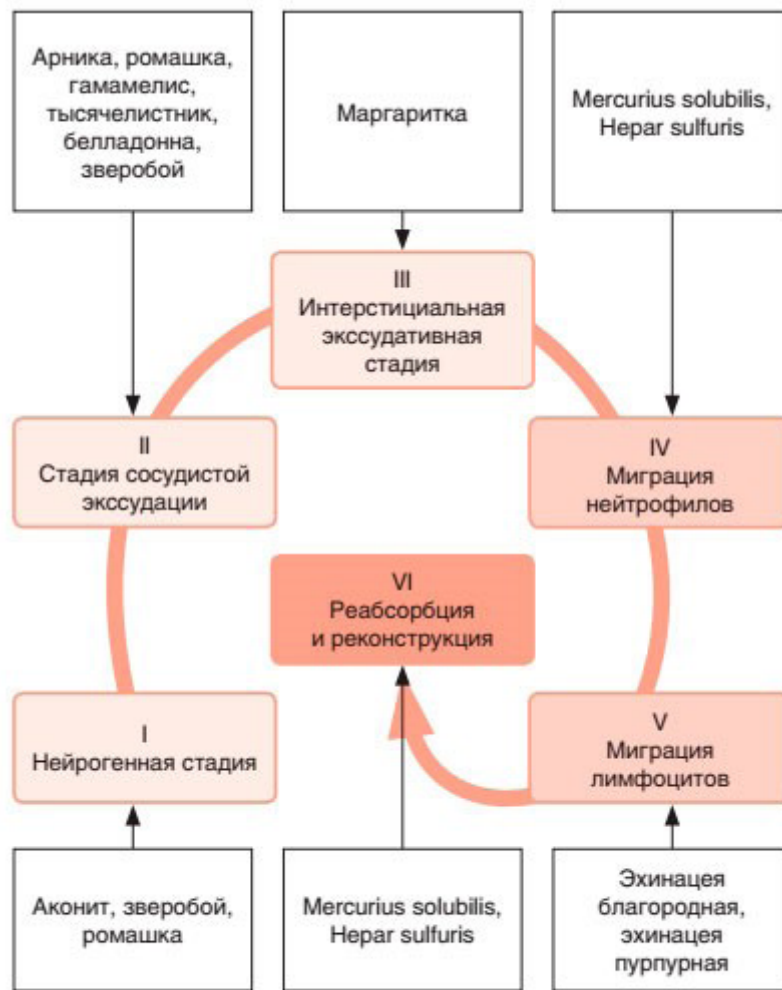 Арника, ромашка,
гамамелис,
тысячелистник,
белладонна,
зверобой
Маргаритка
Mercurius solubilis,
Hepar sulfuris
III
Интерстициальная
экссудативная
стадия
II
Стадия сосудистой
экссудации
IV
Миграция
нейтрофилов
VI
Реабсорбция
и реконструкция
I
Нейрогенная стадия
V
Миграция
лимфоцитов
Аконит, зверобой,
ромашка
Mercurius solubilis,
Hepar sulfuris
Эхинацея
благородная,
эхинацея
пурпурная